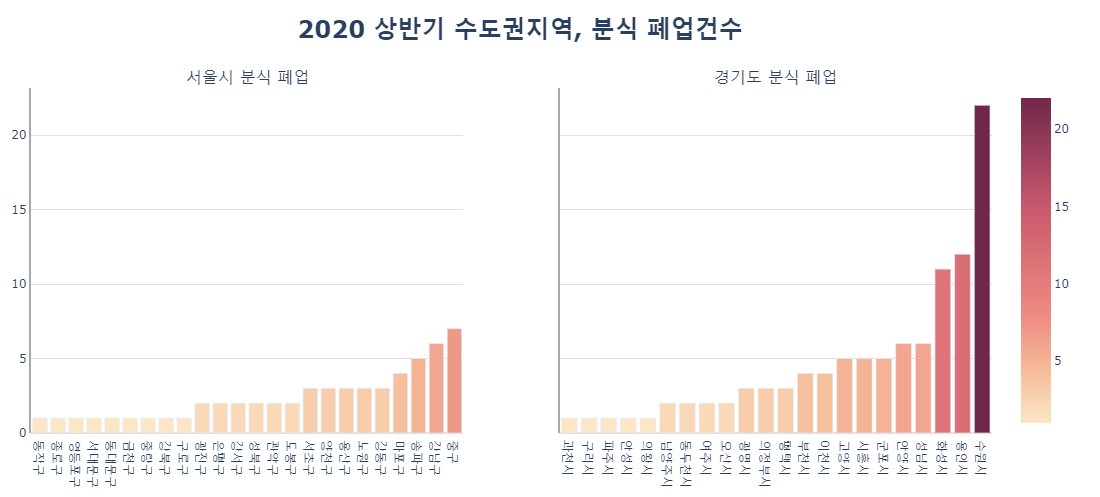 2020 상반기 수도권지역, 분식 폐업건수
서울시 분식 폐업
경기도 분식 폐업
20
15
10
5
0
동작구
종로구
영등포구
서대문구
동대문구
금천구
중랑구
강북구
구로구
광진구
은평구
강서구
성북구
관악구
도봉구
서초구
양천구
용산구
노원구
강동구
마포구
송파구
강남구
중구
과천시
구리시
파주시
안성시
의왕시
남양주시
동두천시
여주시
오산시
광명시
의정부시
평택시
부천시
이천시
고양시
시흥시
군포시
안양시
성남시
화성시
용인시
수원시
20
15
10
5